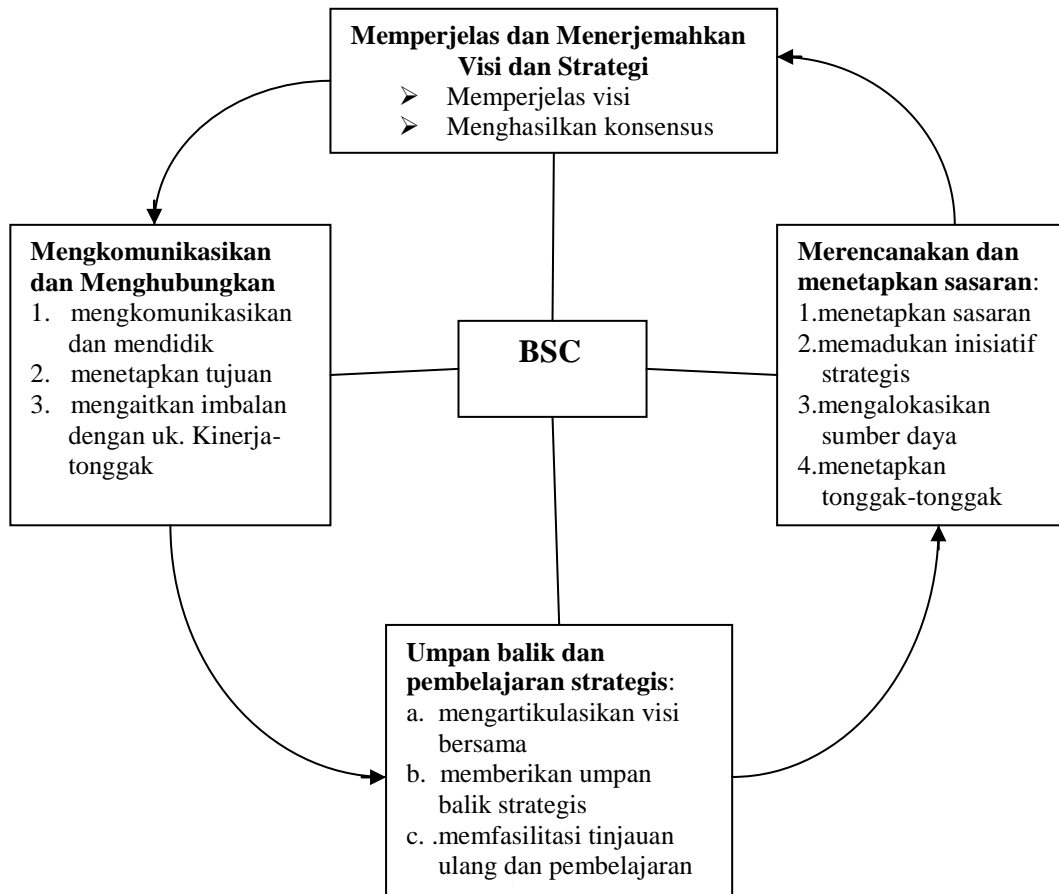 Memperjelas dan Menerjemahkan
Visi dan Strategi
➢ Memperjelas visi
➢ Menghasilkan konsensus
Mengkomunikasikan
dan Menghubungkan
1. mengkomunikasikan
dan mendidik
2. menetapkan tujuan
3. mengaitkan imbalan
dengan uk. Kinerja-
tonggak
BSC
Merencanakan dan
menetapkan sasaran:
1.menetapkan sasaran
2.memadukan inisiatif
strategis
3.mengalokasikan
sumber daya
4.menetapkan
tonggak-tonggak
Umpan balik dan
pembelajaran strategis:
a. mengartikulasikan visi
bersama
b. memberikan umpan
balik strategis
c. .memfasilitasi tinjauan
ulang dan pembelajaran